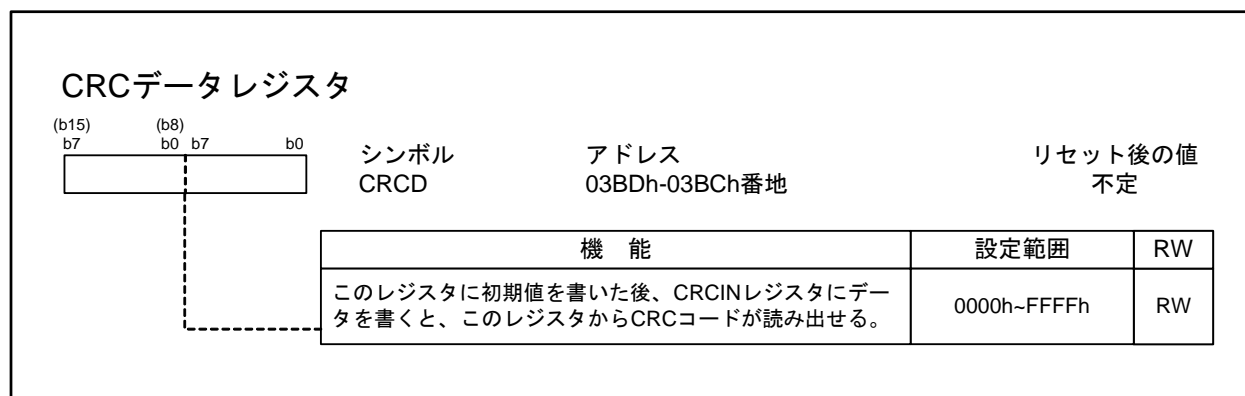 CRCデータレジスタ
(b15) (b8)
b7 b0 b7 b0
シンボル アドレス リセット後の値
CRCD 03BDh-03BCh番地 不定
機 能 設定範囲 RW
このレジスタに初期値を書いた後、CRCINレジスタにデー
タを書くと、このレジスタからCRCコードが読み出せる。
0000h~FFFFh RW